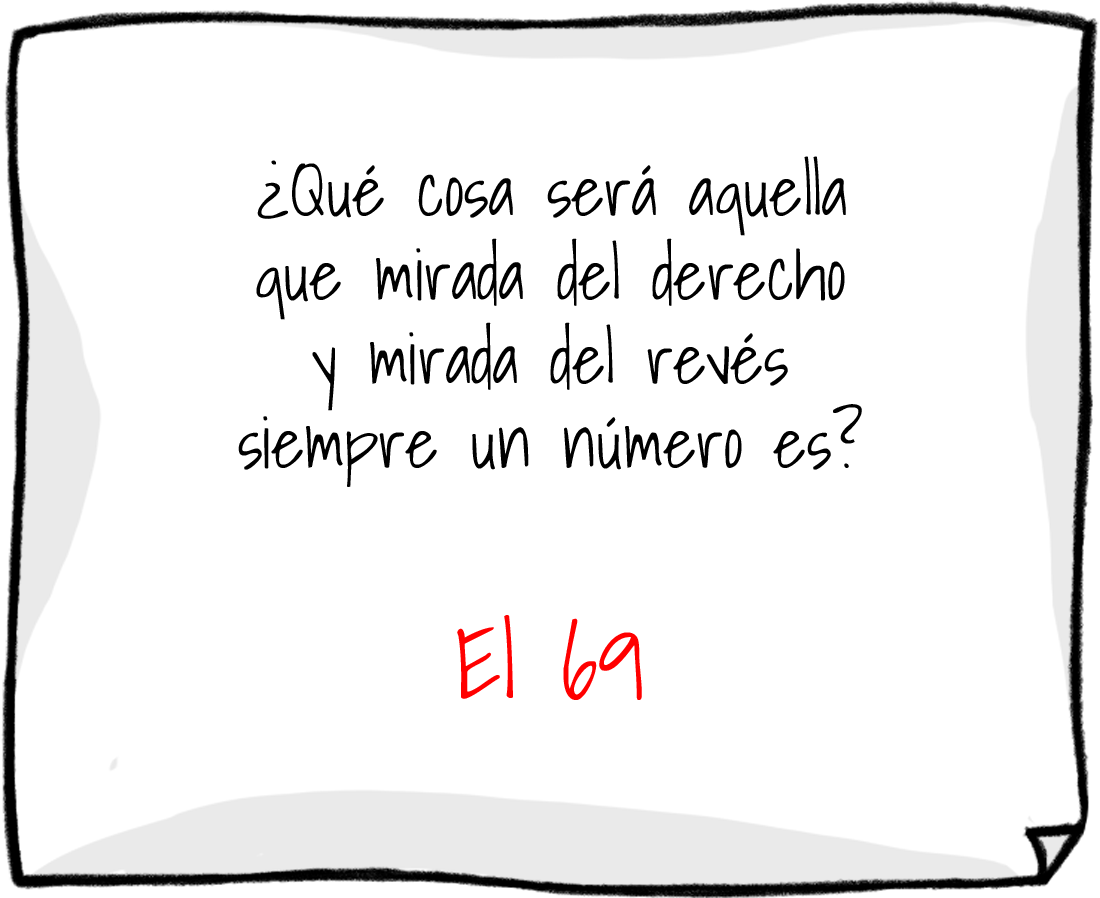 ¿Qué cosa será aquella
que mirada del derecho
y mirada del revés
siempre un número es?
El 69